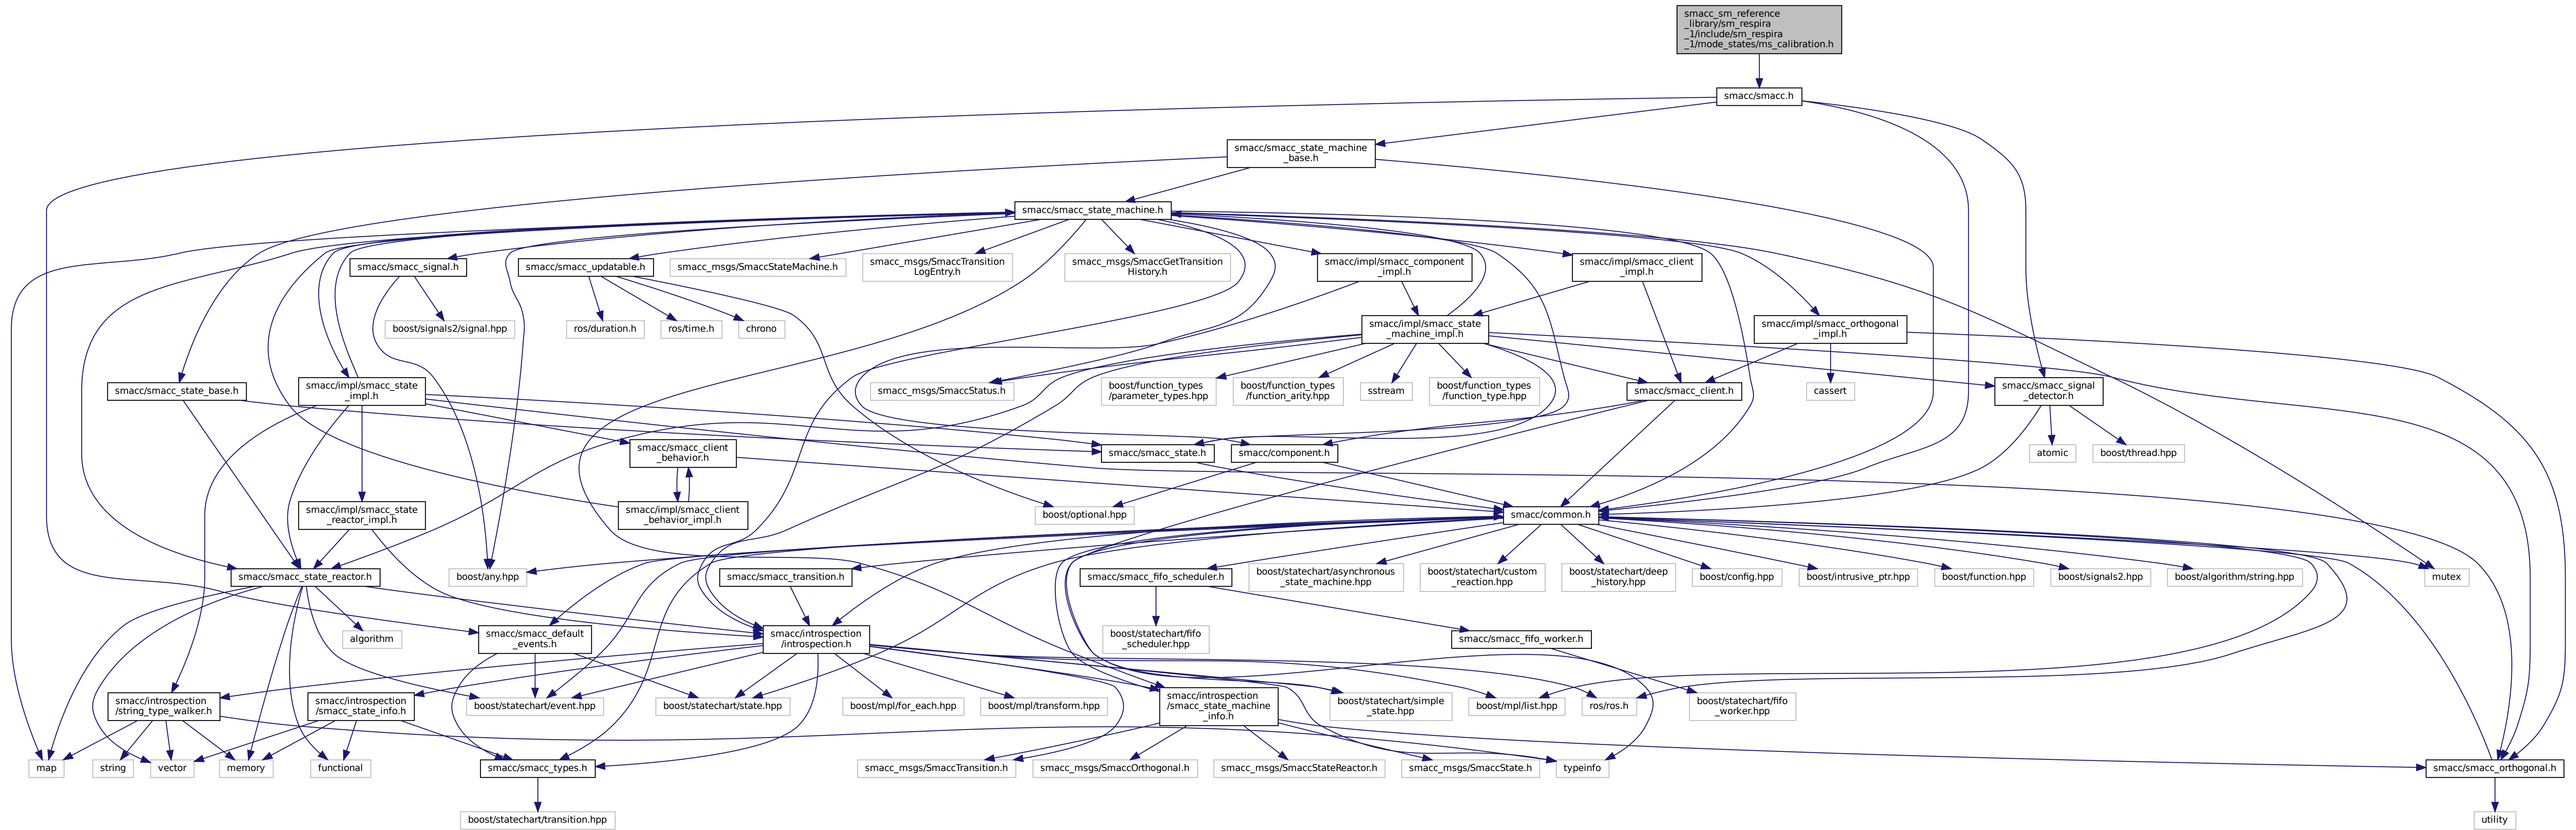 smacc_sm_reference
_library/sm_respira
_1/include/sm_respira
_1/mode_states/ms_calibration.h
smacc/smacc.h
smacc/smacc_state_machine
_base.h
smacc/smacc_state_machine.h
smacc/smacc_signal.h
smacc/smacc_updatable.h
smacc_msgs/SmaccStateMachine.h
smacc_msgs/SmaccTransition
LogEntry.h
smacc_msgs/SmaccGetTransition
History.h
smacc/impl/smacc_component
_impl.h
smacc/impl/smacc_client
_impl.h
boost/signals2/signal.hpp
ros/duration.h
ros/time.h
chrono
smacc/impl/smacc_state
_machine_impl.h
smacc/impl/smacc_orthogonal
_impl.h
smacc/smacc_state_base.h
smacc/impl/smacc_state
_impl.h
smacc_msgs/SmaccStatus.h
boost/function_types
/parameter_types.hpp
boost/function_types
/function_arity.hpp
sstream
boost/function_types
/function_type.hpp
smacc/smacc_client.h
cassert
smacc/smacc_signal
_detector.h
smacc/smacc_client
_behavior.h
smacc/smacc_state.h
smacc/component.h
atomic
boost/thread.hpp
smacc/impl/smacc_state
_reactor_impl.h
smacc/impl/smacc_client
_behavior_impl.h
boost/optional.hpp
smacc/common.h
smacc/smacc_state_reactor.h
boost/any.hpp
smacc/smacc_transition.h
smacc/smacc_fifo_scheduler.h
boost/statechart/asynchronous
_state_machine.hpp
boost/statechart/custom
_reaction.hpp
boost/statechart/deep
_history.hpp
boost/config.hpp
boost/intrusive_ptr.hpp
boost/function.hpp
boost/signals2.hpp
boost/algorithm/string.hpp
mutex
algorithm
smacc/smacc_default
_events.h
smacc/introspection
/introspection.h
boost/statechart/fifo
_scheduler.hpp
smacc/smacc_fifo_worker.h
smacc/introspection
/string_type_walker.h
smacc/introspection
/smacc_state_info.h
boost/statechart/event.hpp
boost/statechart/state.hpp
boost/mpl/for_each.hpp
boost/mpl/transform.hpp
smacc/introspection
/smacc_state_machine
_info.h
boost/statechart/simple
_state.hpp
boost/mpl/list.hpp
ros/ros.h
boost/statechart/fifo
_worker.hpp
map
string
vector
memory
functional
smacc/smacc_types.h
smacc_msgs/SmaccTransition.h
smacc_msgs/SmaccOrthogonal.h
smacc_msgs/SmaccStateReactor.h
smacc_msgs/SmaccState.h
typeinfo
smacc/smacc_orthogonal.h
boost/statechart/transition.hpp
utility